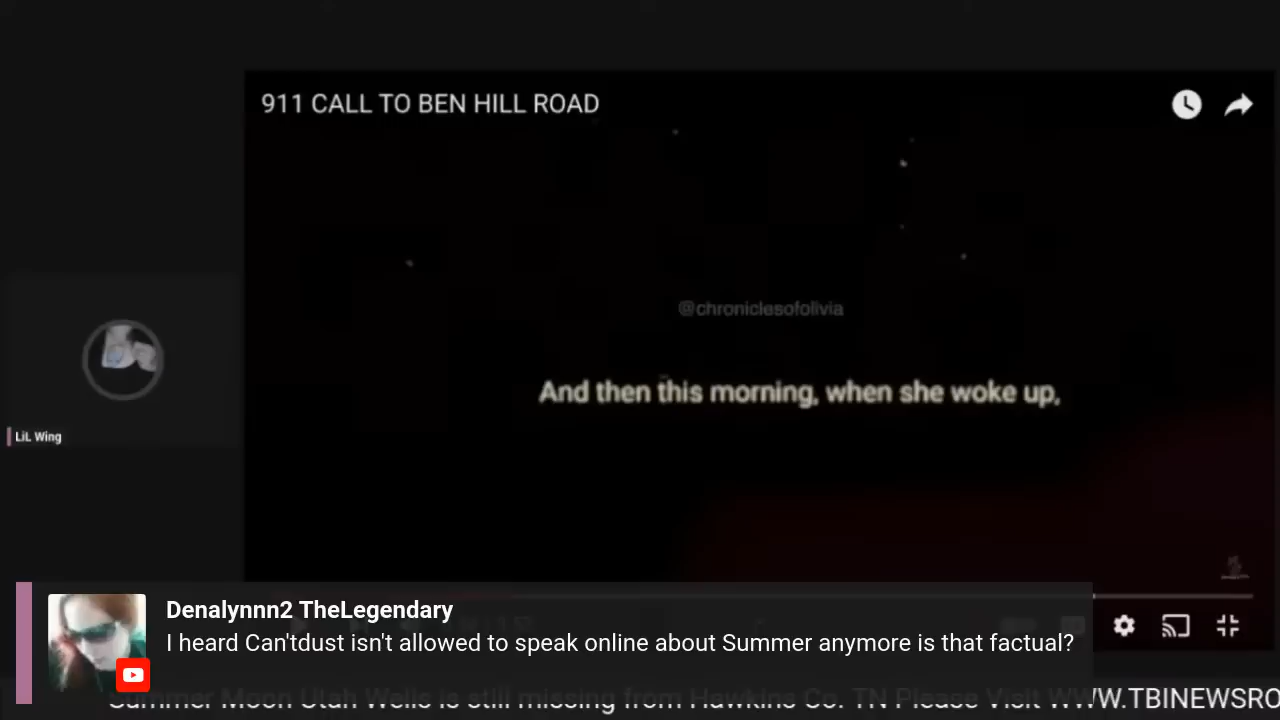 911 CALL TO BEN HILL ROAD
@chroniclesofolivia
And then this morning, when she woke up,
LiL Wing
Denalynnn2 TheLegendary
I heard Can'tdust isn't allowed to speak online about Summer anymore is that factual?
Summer Moon Utah Wells is still missing from Hawkins Co. TN Please Visit WWW.TBINEWSRO